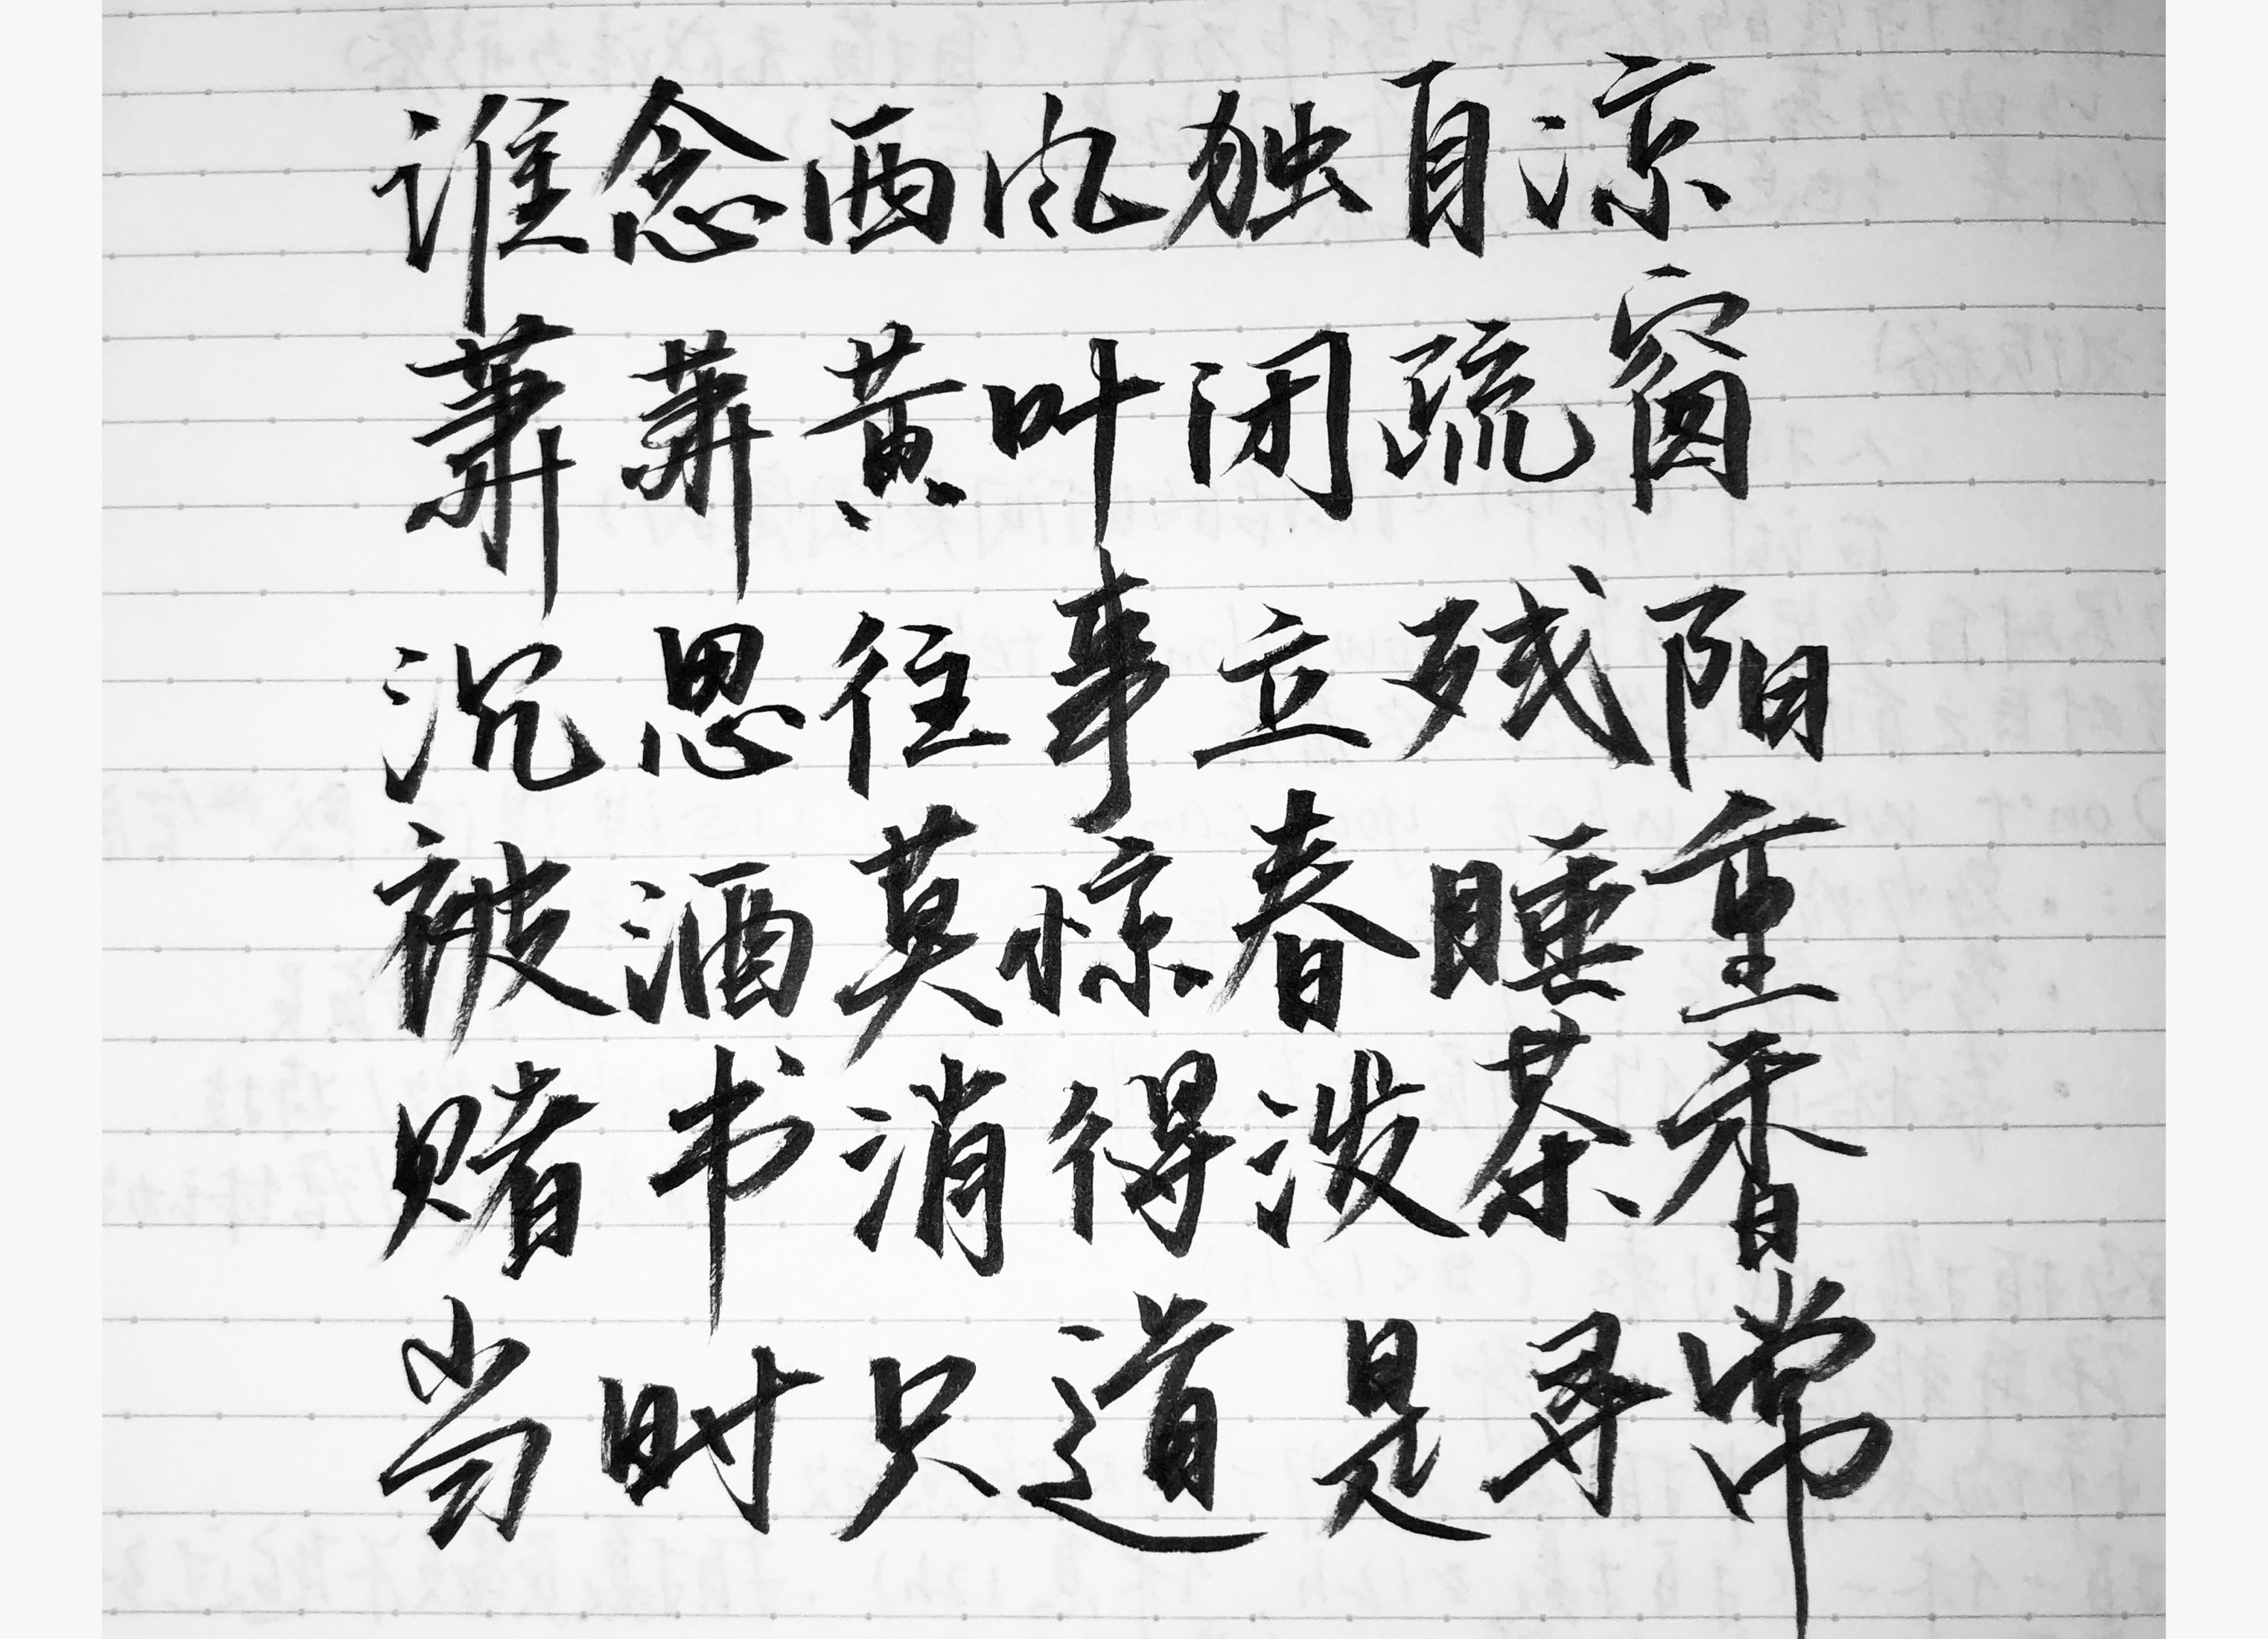 谁念西风独自凉
萧萧黄叶闭疏窗
沉思往事立残阳
被酒莫惊春睡重
赌书消得泼茶香
当时只道是寻常